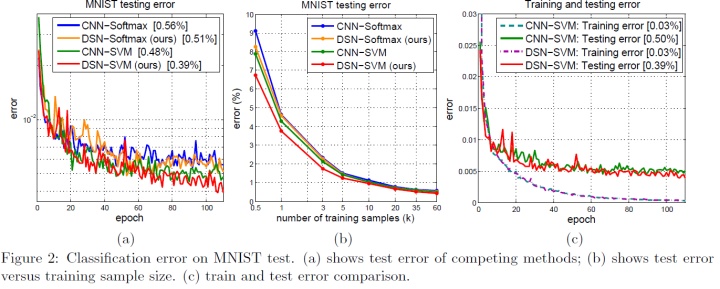 MNIST testing error
CNN-Softmax [0.56%]
DSN-Softmax (ours) [0.51%]
CNN-SVM [0.48%]
DSN-SVM (ours) [0.39%]
error
10^-2
0 20 40 60 80 100
epoch
(a)
MNIST testing error
CNN-Softmax
DSN-Softmax (ours)
CNN-SVM
DSN-SVM (ours)
error (%)
10
9
8
7
6
5
4
3
2
1
0
0.5 1 3 5 10 20 35 60
number of training samples (k)
(b)
Training and testing error
CNN-SVM: Training error [0.03%]
CNN-SVM: Testing error [0.50%]
DSN-SVM: Training error [0.03%]
DSN-SVM: Testing error [0.39%]
error
0.03
0.025
0.02
0.015
0.01
0.005
0
0 20 40 60 80 100
epoch
(c)
Figure 2: Classification error on MNIST test. (a) shows test error of competing methods; (b) shows test error
versus training sample size. (c) train and test error comparison.